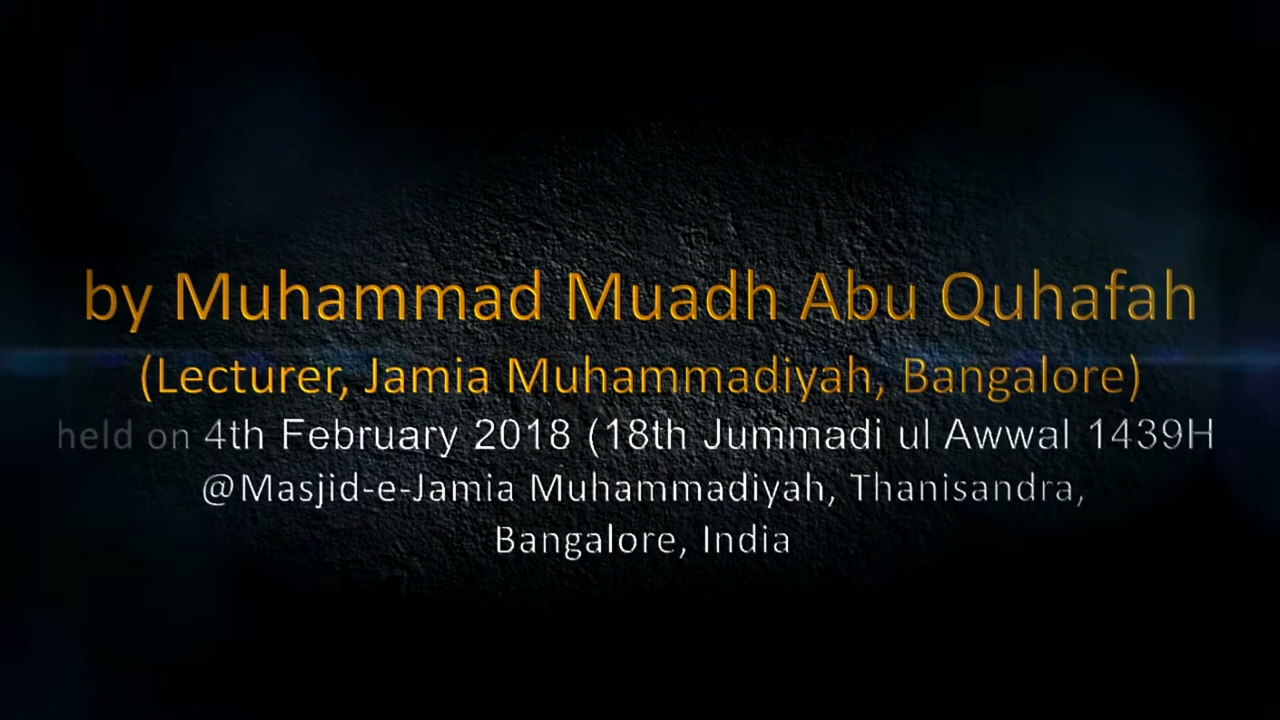 by Muhammad Muadh Abu Quhafah
(Lecturer, Jamia Muhammadiyah, Bangalore)
held on 4th February 2018 (18th Jummadi ul Awwal 1439H
@Masjid-e-Jamia Muhammadiyah, Thanisandra,
Bangalore, India